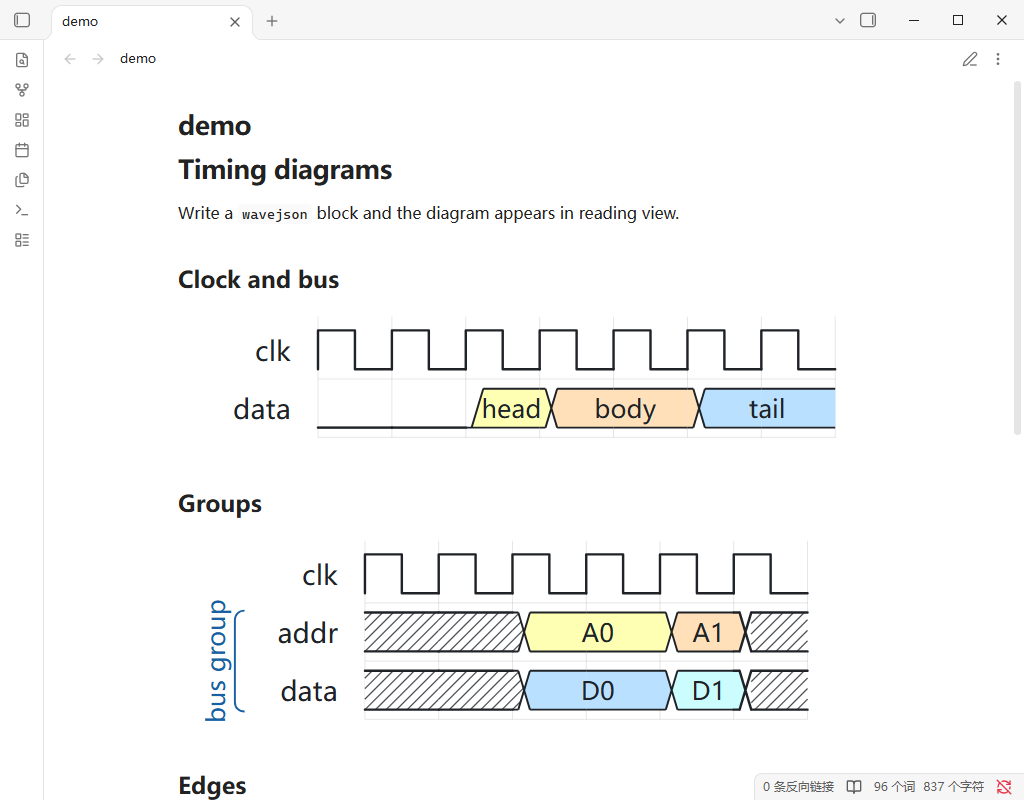 demo
demo
demo
Timing diagrams
Write a wavejson block and the diagram appears in reading view.
Clock and bus
clk
data head body tail
Groups
clk
bus group
addr A0 A1
data D0 D1
Edges
0 条反向链接 96 个词 837 个字符